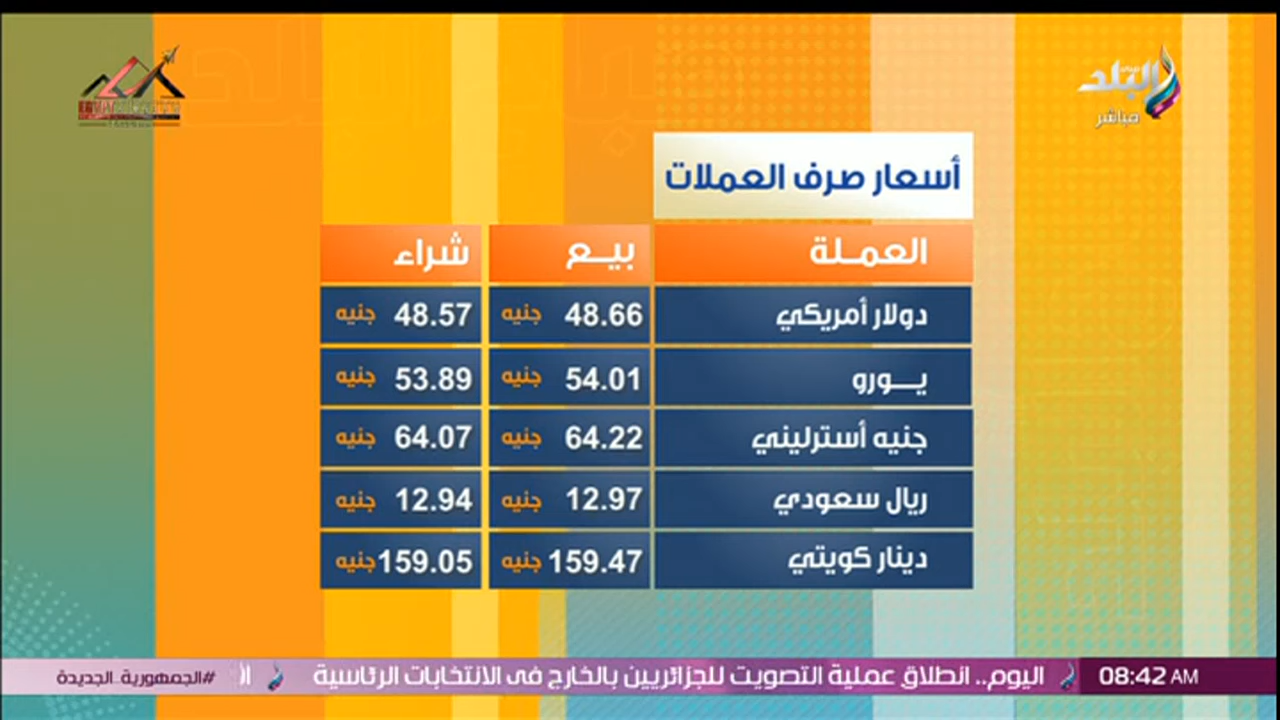 صدى
البلد
مباشر
أسعار صرف العملات
العمـلة بيـــع شراء
دولار أمريكي 48.66 جنيه 48.57 جنيه
يـــورو 54.01 جنيه 53.89 جنيه
جنيه أسترليني 64.22 جنيه 64.07 جنيه
ريال سعودي 12.97 جنيه 12.94 جنيه
دينار كويتي 159.47 جنيه 159.05 جنيه
08:42 AM اليوم.. انطلاق عملية التصويت للجزائريين بالخارج فى الانتخابات الرئاسية #الجمهورية_الجديدة